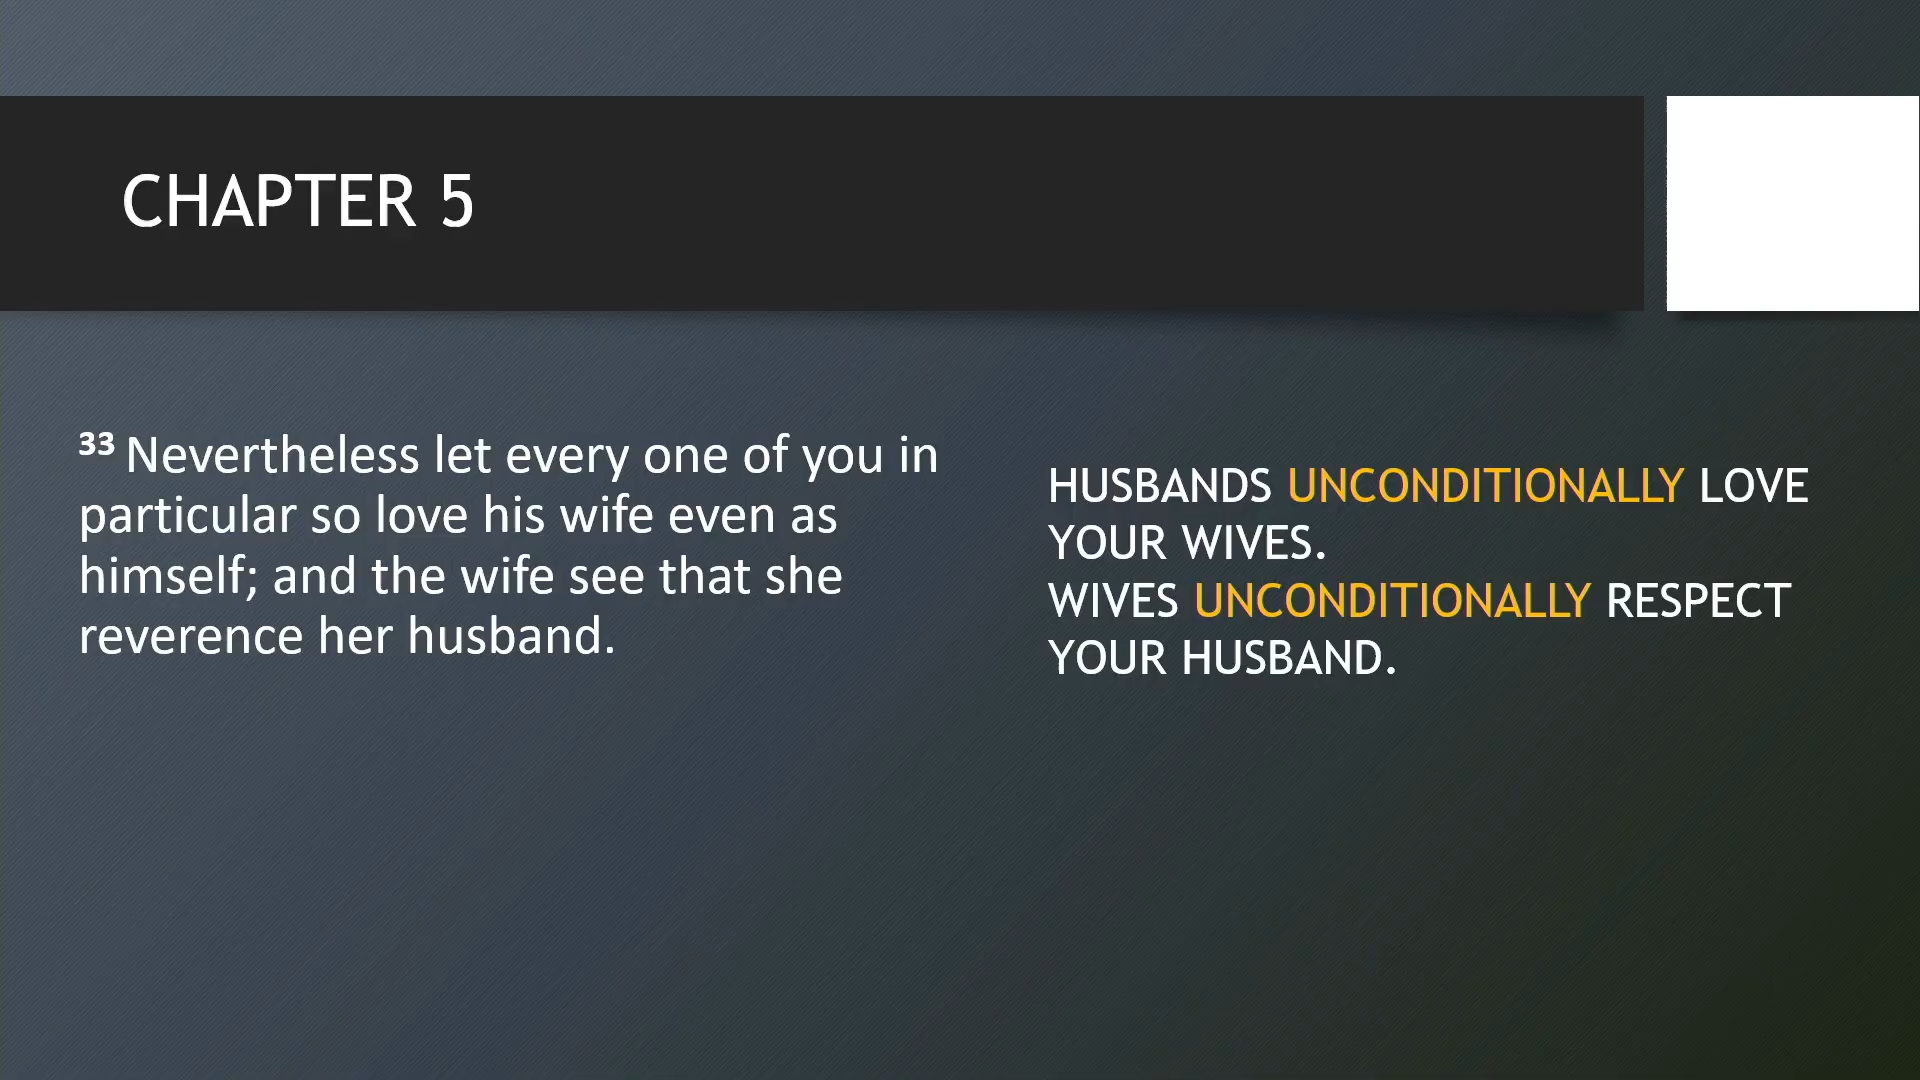 CHAPTER 5
33 Nevertheless let every one of you in
particular so love his wife even as
himself; and the wife see that she
reverence her husband.
HUSBANDS UNCONDITIONALLY LOVE
YOUR WIVES.
WIVES UNCONDITIONALLY RESPECT
YOUR HUSBAND.